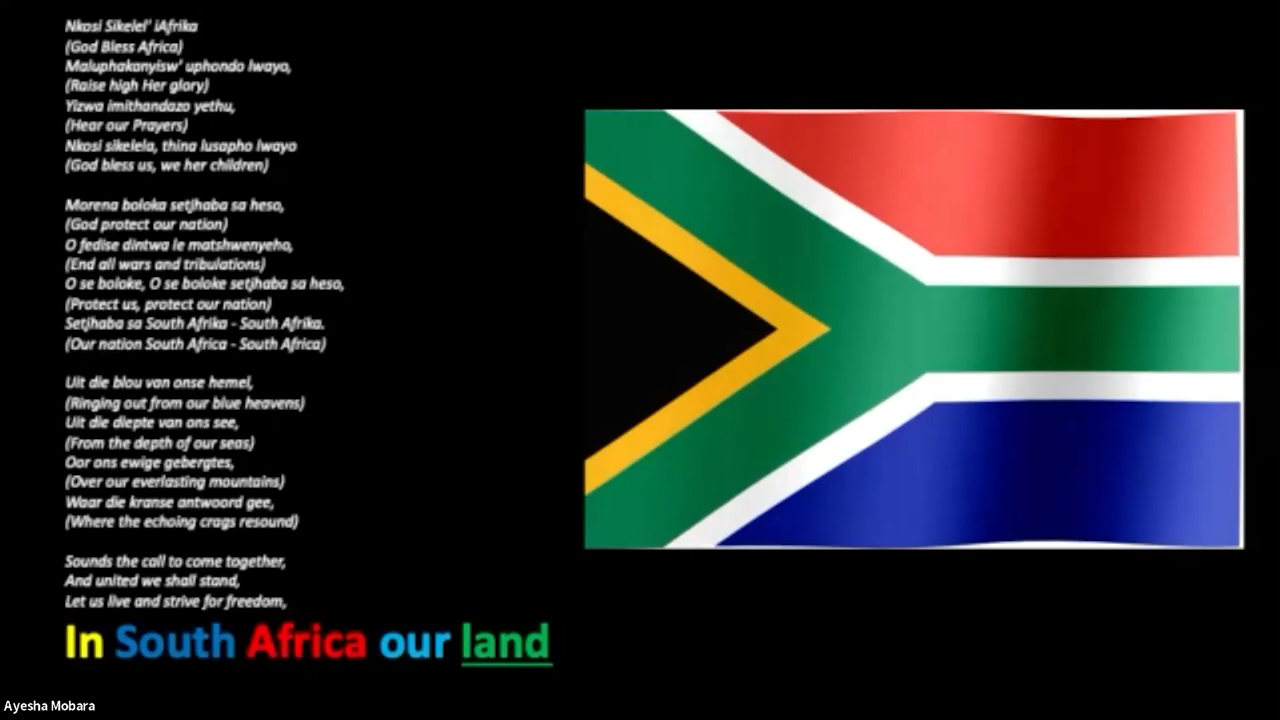 Nkosi Sikelel' iAfrika
(God Bless Africa)
Maluphakanyisw' uphondo lwayo,
(Raise high Her glory)
Yizwa imithandazo yethu,
(Hear our Prayers)
Nkosi sikelela, thina lusapho lwayo
(God bless us, we her children)
Morena boloka setjhaba sa heso,
(God protect our nation)
O fedise dintwa le matshwenyeho,
(End all wars and tribulations)
O se boloke, O se boloke setjhaba sa heso,
(Protect us, protect our nation)
Setjhaba sa South Afrika - South Afrika.
(Our nation South Africa - South Africa)
Uit die blou van onse hemel,
(Ringing out from our blue heavens)
Uit die diepte van ons see,
(From the depth of our seas)
Oor ons ewige gebergtes,
(Over our everlasting mountains)
Waar die kranse antwoord gee,
(Where the echoing crags resound)
Sounds the call to come together,
And united we shall stand,
Let us live and strive for freedom,
In South Africa our land
Ayesha Mobara